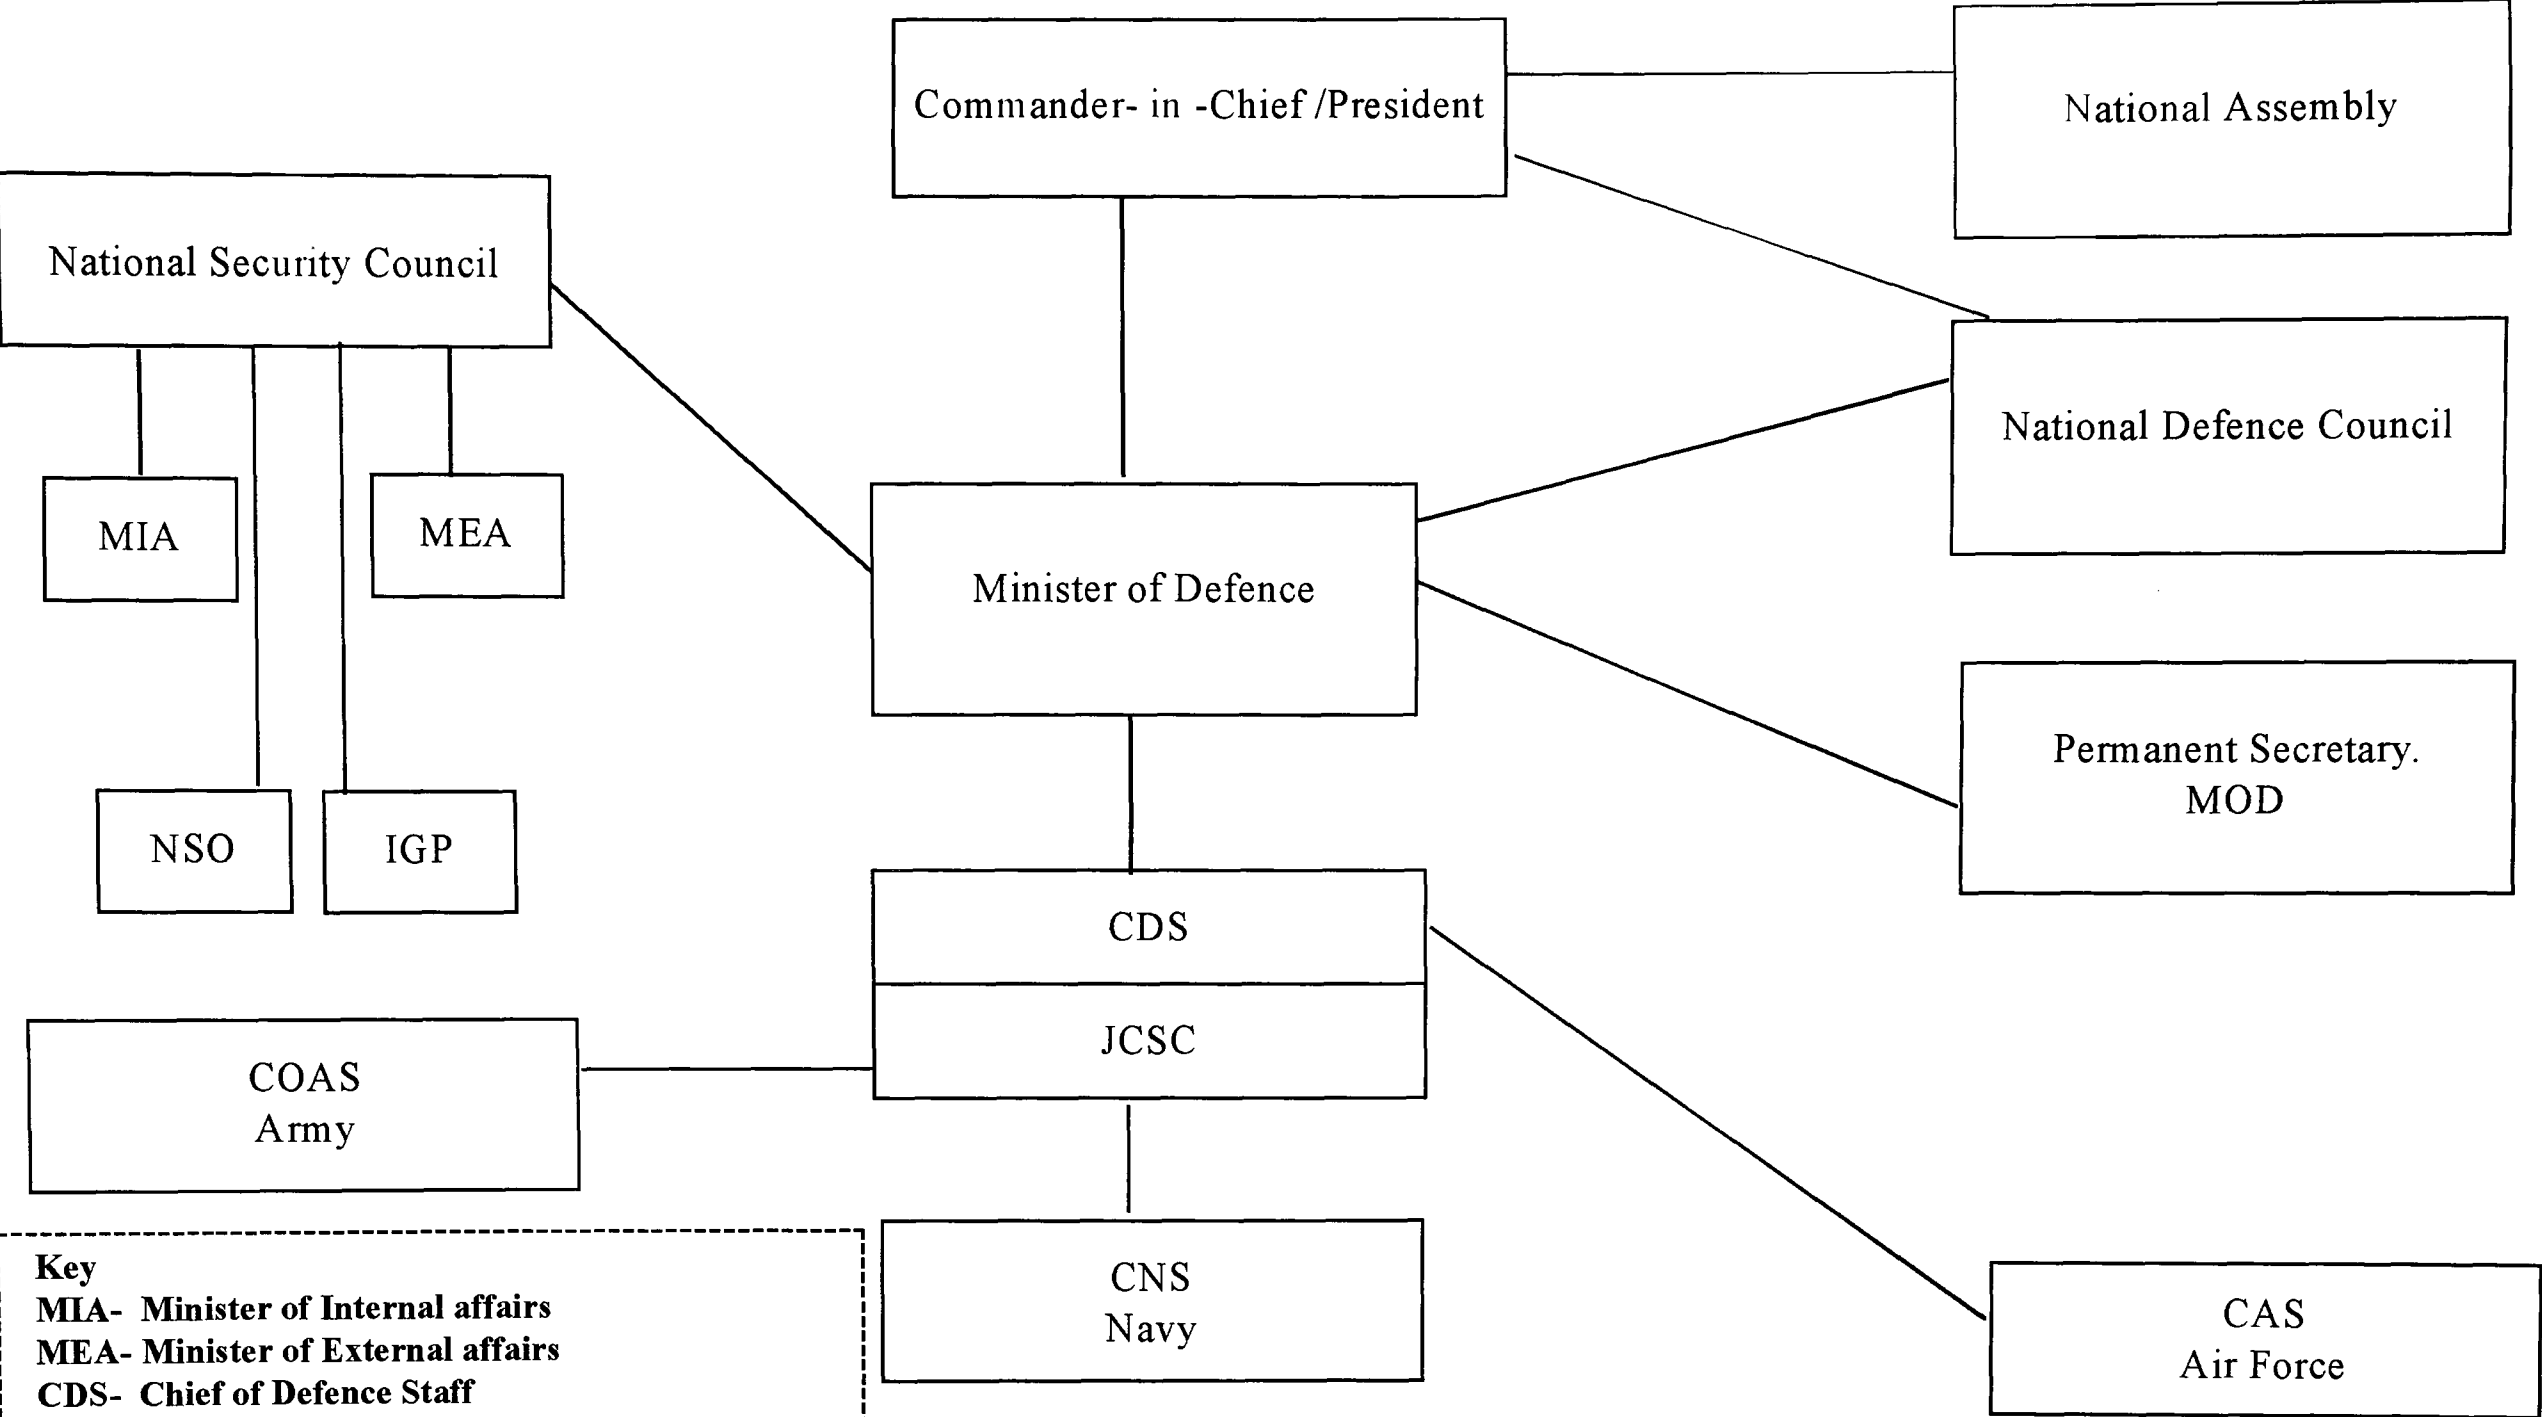 Commander- in -Chief /President
National Assembly
National Security Council
National Defence Council
MIA
MEA
Minister of Defence
Permanent Secretary.
MOD
NSO
IGP
CDS
JCSC
COAS
Army
CNS
Navy
CAS
Air Force
Key
MIA- Minister of Internal affairs
MEA- Minister of External affairs
CDS- Chief of Defence Staff